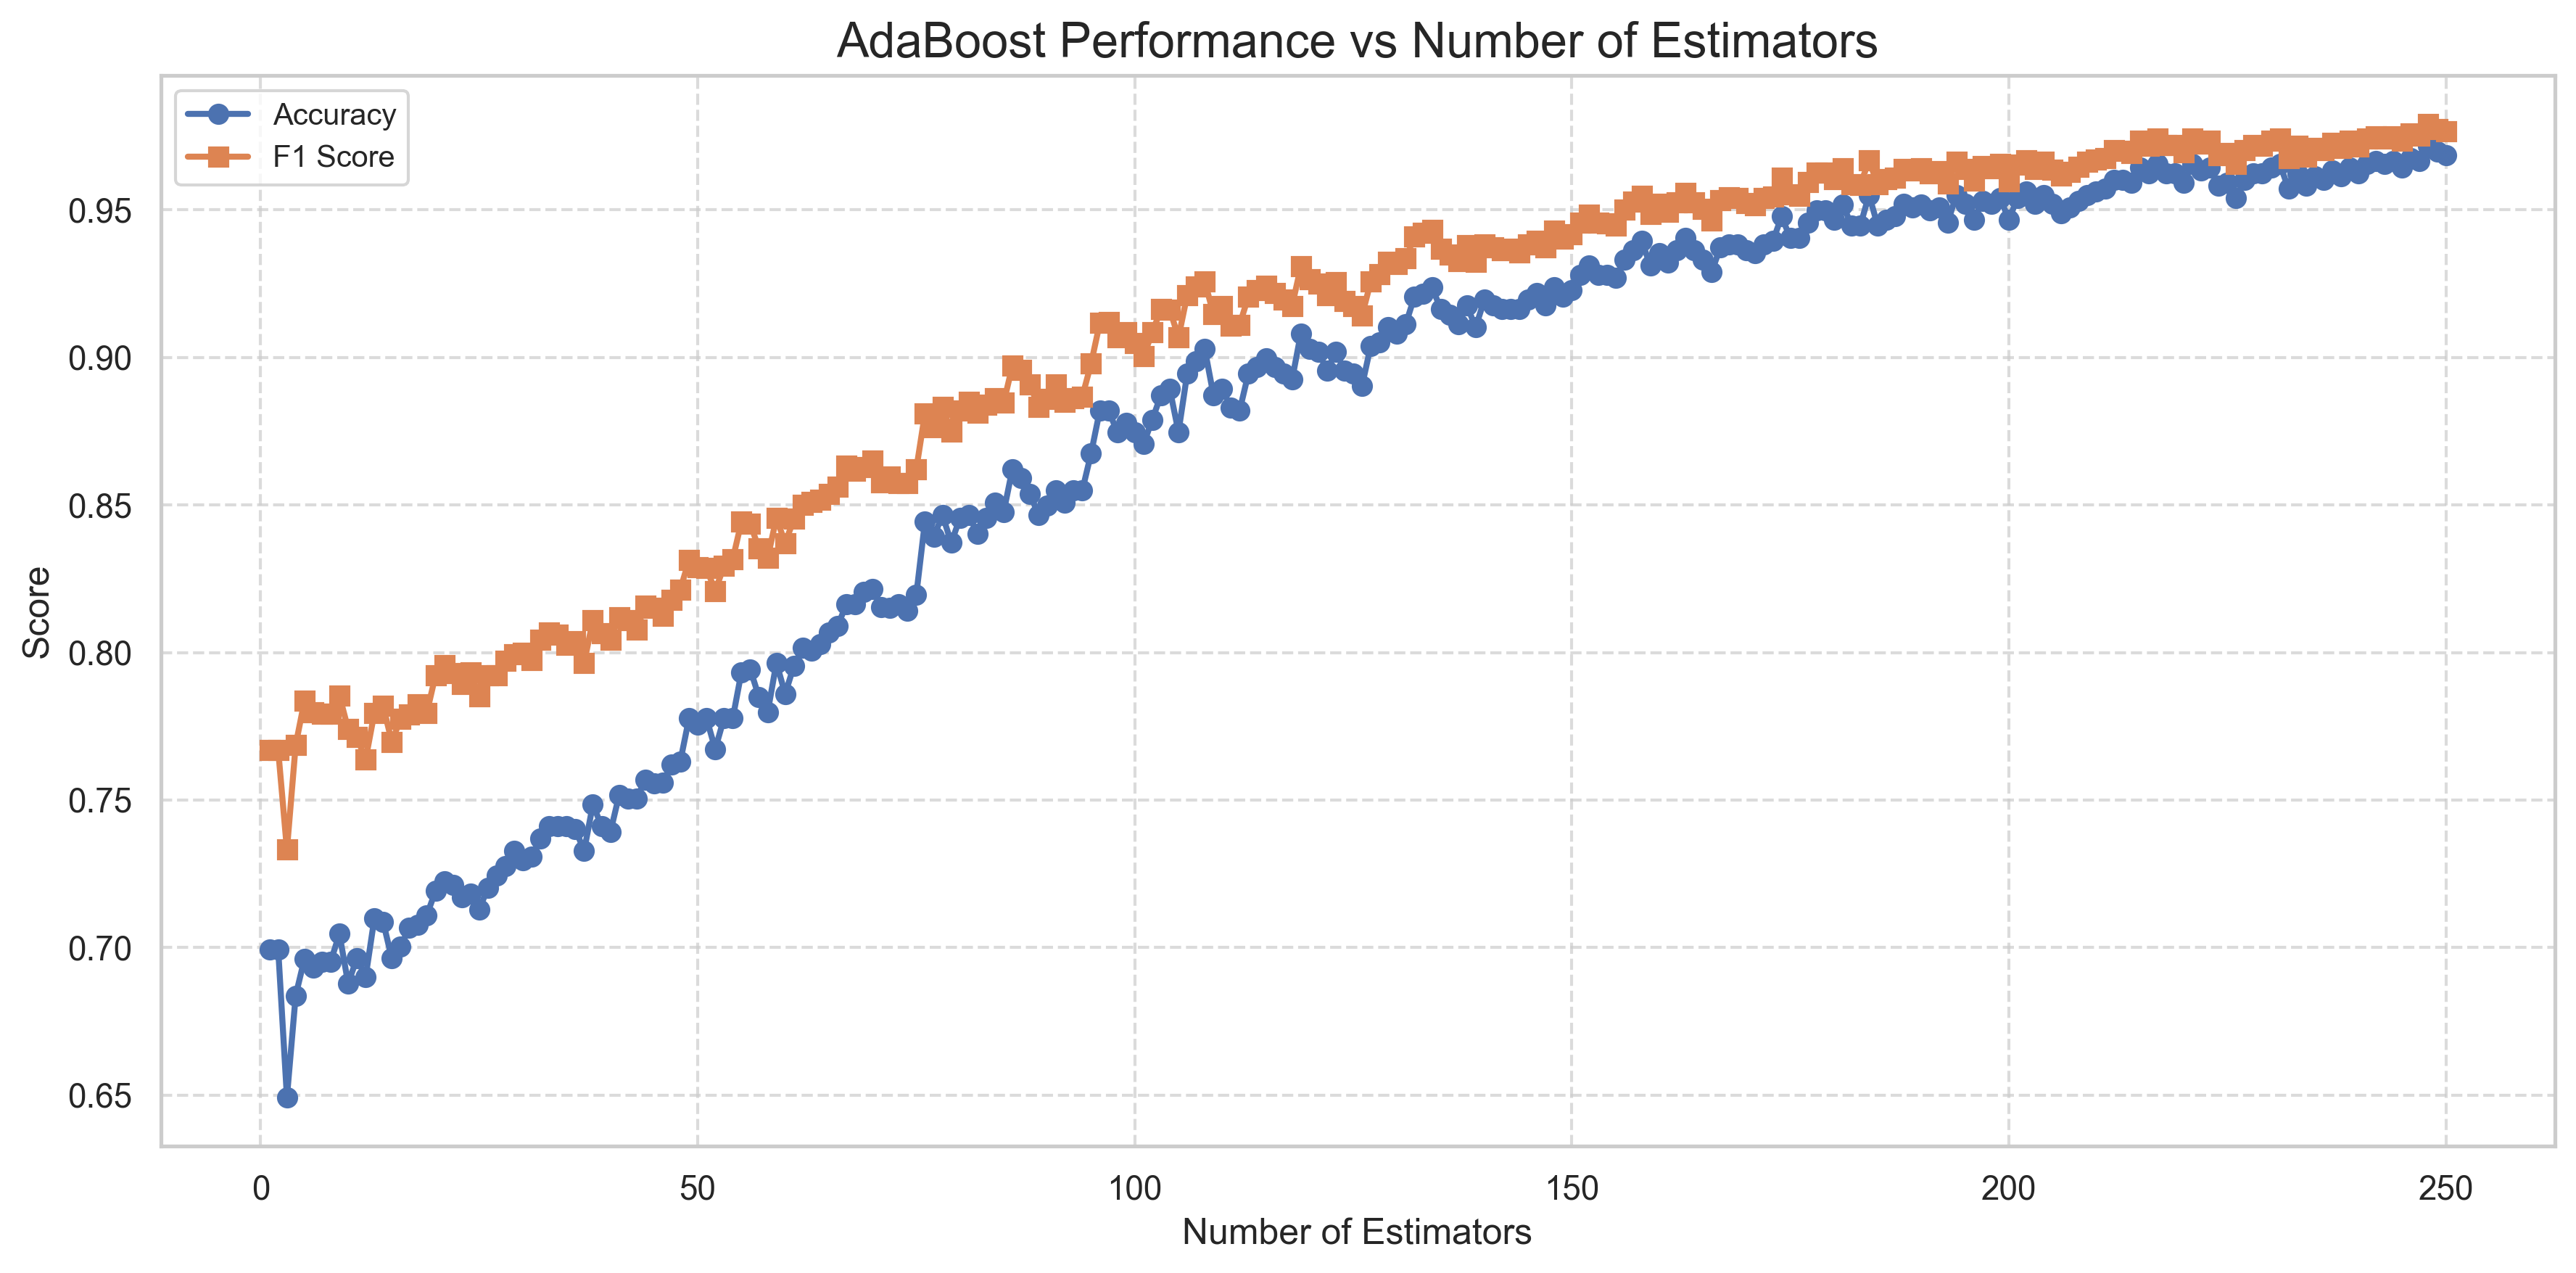 AdaBoost Performance vs Number of Estimators
Accuracy
F1 Score
Score
0.95
0.90
0.85
0.80
0.75
0.70
0.65
0 50 100 150 200 250
Number of Estimators